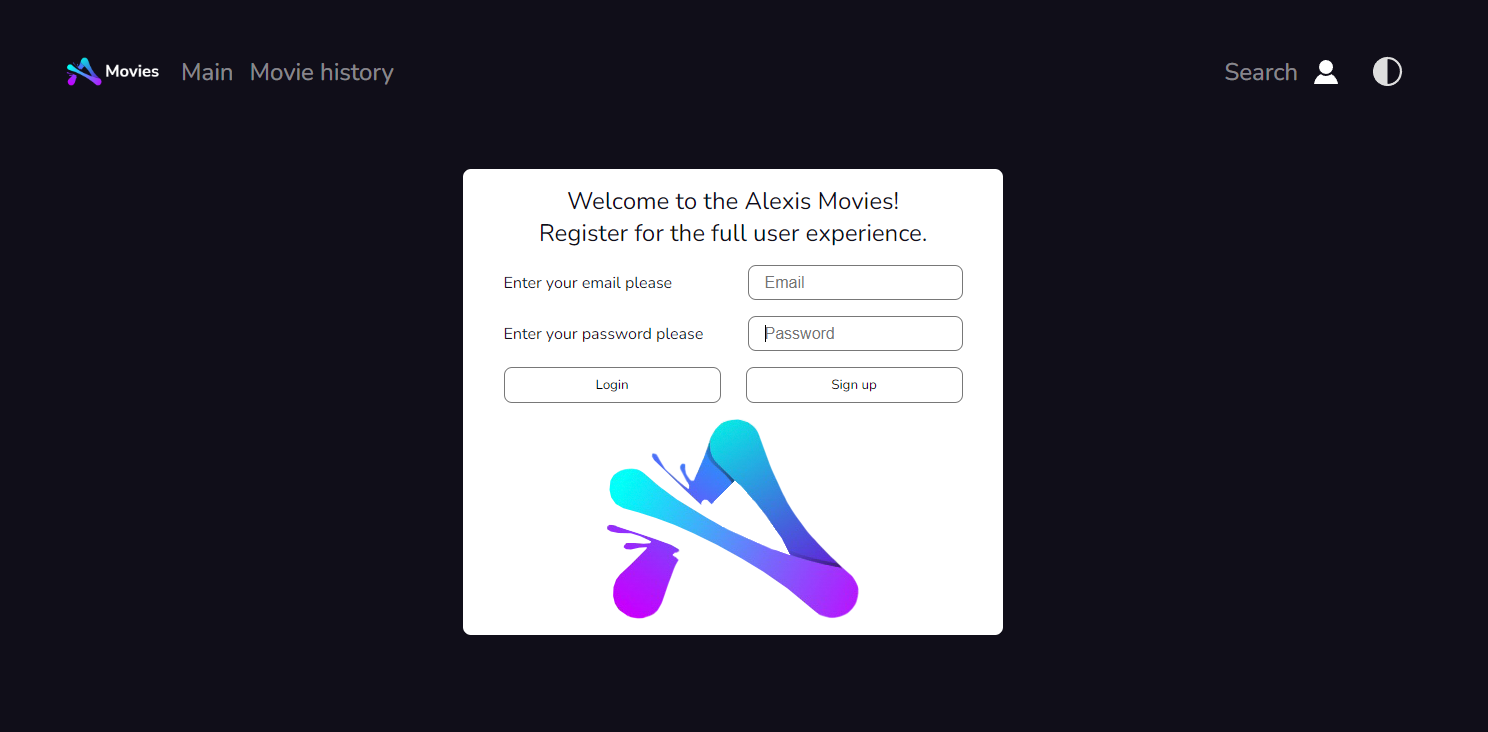 Movies Main Movie history Search
Welcome to the Alexis Movies!
Register for the full user experience.
Enter your email please Email
Enter your password please Password
Login Sign up